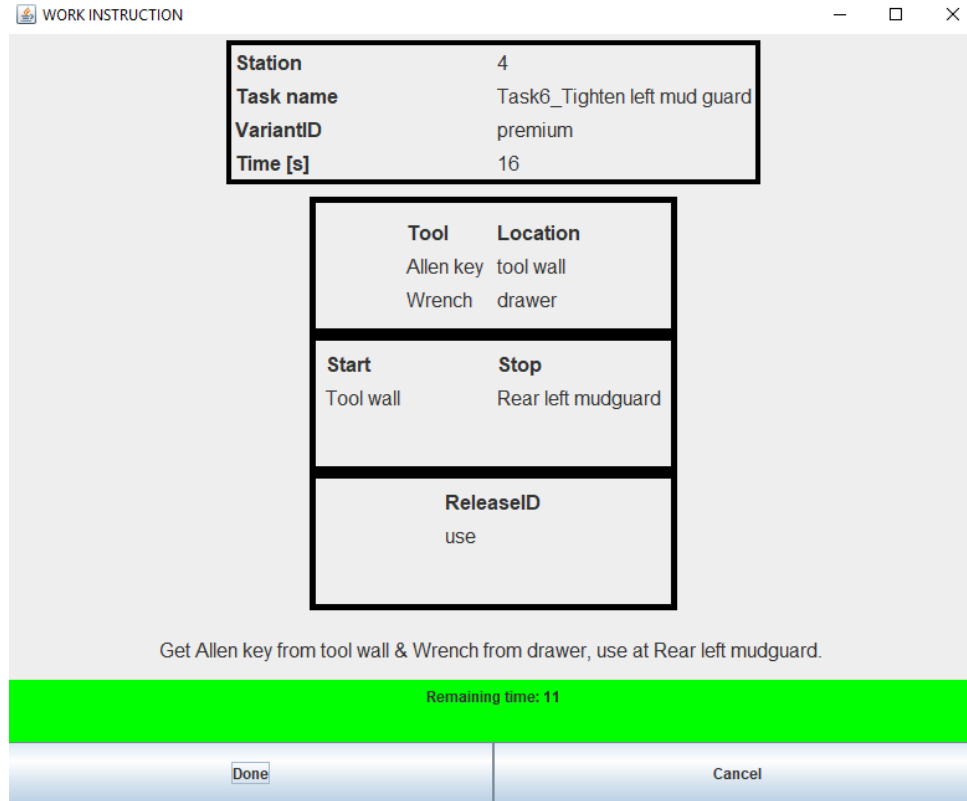 WORK INSTRUCTION
Station 4
Task name Task6_Tighten left mud guard
VariantID premium
Time [s] 16
Tool Location
Allen key tool wall
Wrench drawer
Start Stop
Tool wall Rear left mudguard
ReleaseID
use
Get Allen key from tool wall & Wrench from drawer, use at Rear left mudguard.
Remaining time: 11
Done Cancel